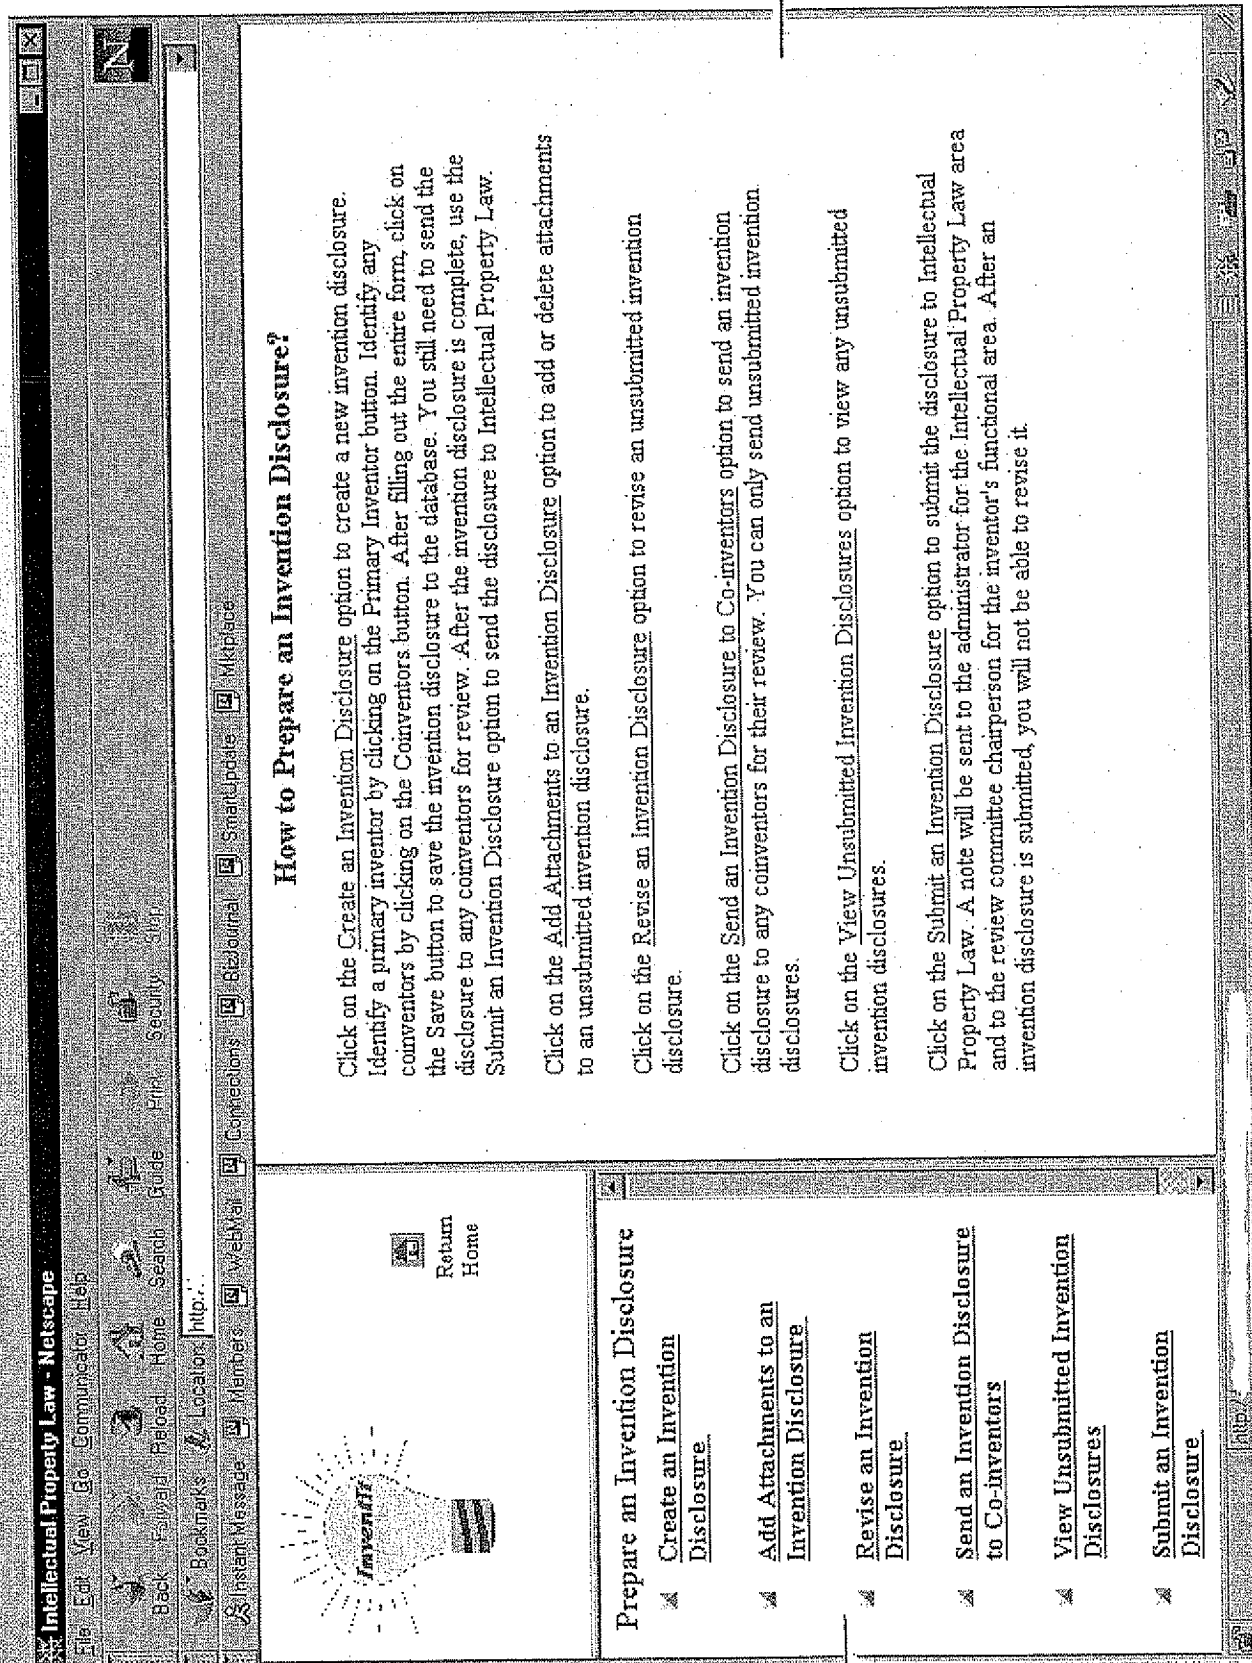 Intellectual Property Law - Netscape
File Edit View Go Communicator Help
Back Forward Reload Home Search Guide Print Security Stop
Bookmarks Location: http:/
Instant Message Members WebMail Connections BizJournal SmartUpdate Mktplace
InventIt
Return
Home
Prepare an Invention Disclosure
Create an Invention
Disclosure
Add Attachments to an
Invention Disclosure
Revise an Invention
Disclosure
Send an Invention Disclosure
to Co-inventors
View Unsubmitted Invention
Disclosures
Submit an Invention
Disclosure
How to Prepare an Invention Disclosure?
Click on the Create an Invention Disclosure option to create a new invention disclosure.
Identify a primary inventor by clicking on the Primary Inventor button. Identify any
coinventors by clicking on the Coinventors button. After filling out the entire form, click on
the Save button to save the invention disclosure to the database. You still need to send the
disclosure to any coinventors for review. After the invention disclosure is complete, use the
Submit an Invention Disclosure option to send the disclosure to Intellectual Property Law.
Click on the Add Attachments to an Invention Disclosure option to add or delete attachments
to an unsubmitted invention disclosure.
Click on the Revise an Invention Disclosure option to revise an unsubmitted invention
disclosure.
Click on the Send an Invention Disclosure to Co-inventors option to send an invention
disclosure to any coinventors for their review. You can only send unsubmitted invention
disclosures.
Click on the View Unsubmitted Invention Disclosures option to view any unsubmitted
invention disclosures.
Click on the Submit an Invention Disclosure option to submit the disclosure to Intellectual
Property Law. A note will be sent to the administrator for the Intellectual Property Law area
and to the review committee chairperson for the inventor's functional area. After an
invention disclosure is submitted, you will not be able to revise it.
http:/